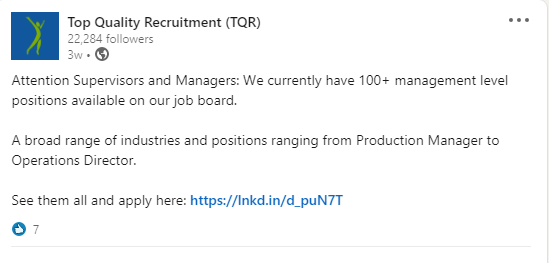 Top Quality Recruitment (TQR)
22,284 followers
3w •
Attention Supervisors and Managers: We currently have 100+ management level
positions available on our job board.
A broad range of industries and positions ranging from Production Manager to
Operations Director.
See them all and apply here: https://lnkd.in/d_puN7T
7